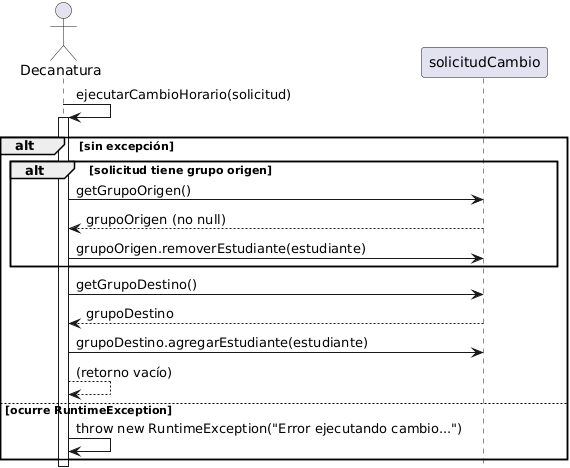 Decanatura
solicitudCambio
ejecutarCambioHorario(solicitud)
alt [sin excepción]
alt [solicitud tiene grupo origen]
getGrupoOrigen()
grupoOrigen (no null)
grupoOrigen.removerEstudiante(estudiante)
getGrupoDestino()
grupoDestino
grupoDestino.agregarEstudiante(estudiante)
(retorno vacío)
[ocurre RuntimeException]
throw new RuntimeException("Error ejecutando cambio...")